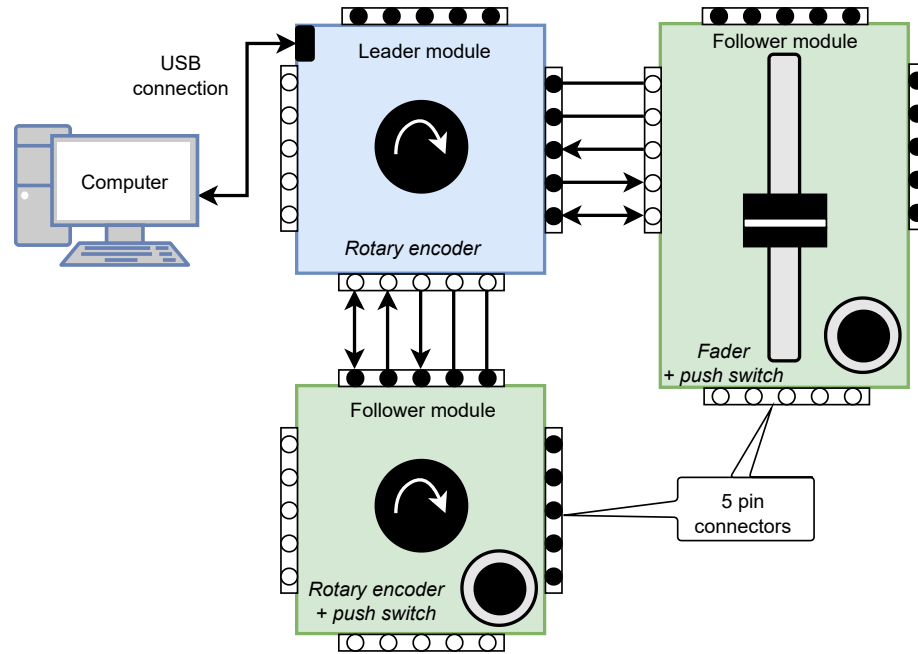 Leader module
Follower module
USB
connection
Computer
Rotary encoder
Fader
+ push switch
Follower module
5 pin
connectors
Rotary encoder
+ push switch